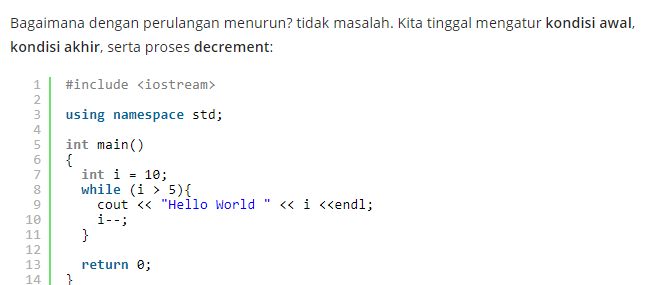 Bagaimana dengan perulangan menurun? tidak masalah. Kita tinggal mengatur kondisi awal,
kondisi akhir, serta proses decrement:
1 #include <iostream>
2
3 using namespace std;
4
5 int main()
6 {
7   int i = 10;
8   while (i > 5){
9     cout << "Hello World " << i <<endl;
10     i--;
11   }
12
13   return 0;
14 }